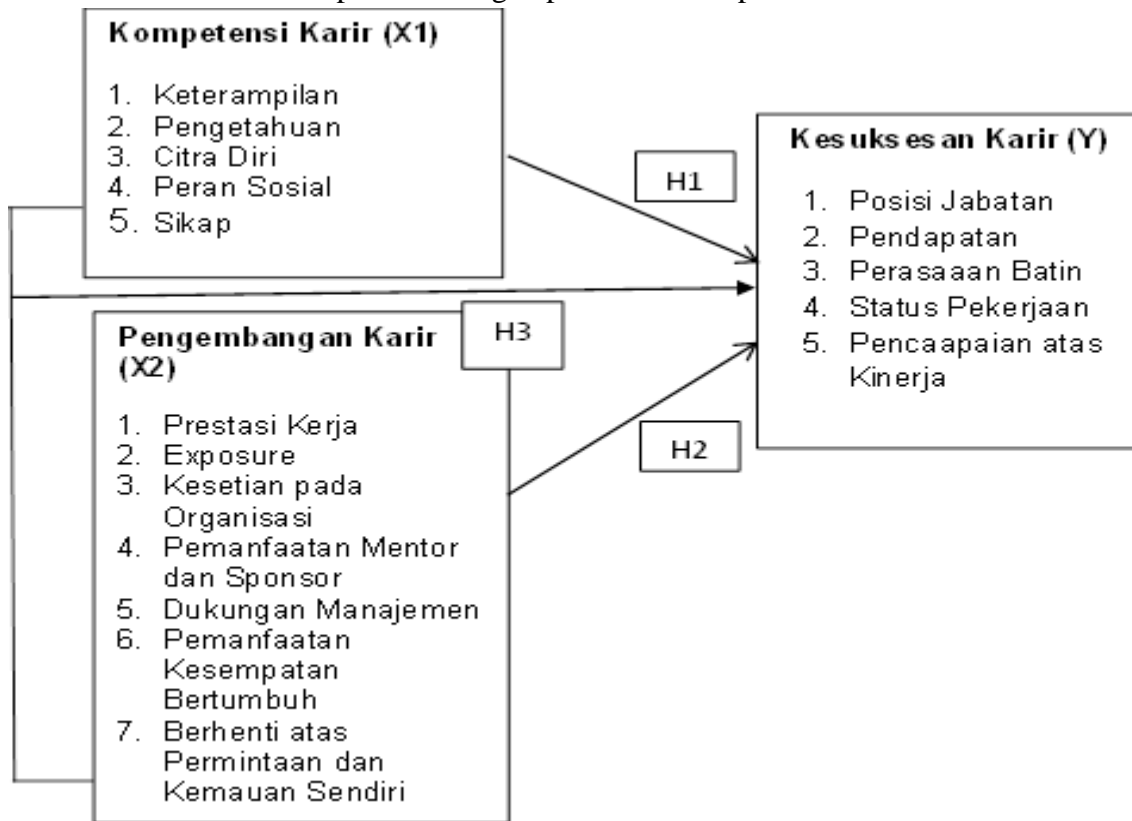 Kompetensi Karir (X1)
1. Keterampilan
2. Pengetahuan
3. Citra Diri
4. Peran Sosial
5. Sikap
H1
Kesuksesan Karir (Y)
1. Posisi Jabatan
2. Pendapatan
3. Perasaaan Batin
4. Status Pekerjaan
5. Pencaapaian atas
Kinerja
H3
Pengembangan Karir
(X2)
1. Prestasi Kerja
2. Exposure
3. Kesetian pada
Organisasi
4. Pemanfaatan Mentor
dan Sponsor
5. Dukungan Manajemen
6. Pemanfaatan
Kesempatan
Bertumbuh
7. Berhenti atas
Permintaan dan
Kemauan Sendiri
H2